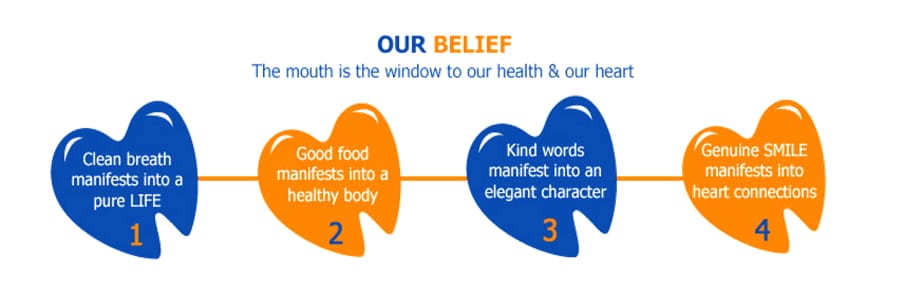 OUR BELIEF
The mouth is the window to our health & our heart
Clean breath
manifests into a
pure LIFE
1
Good food
manifests into a
healthy body
2
Kind words
manifest into an
elegant character
3
Genuine SMILE
manifests into
heart connections
4